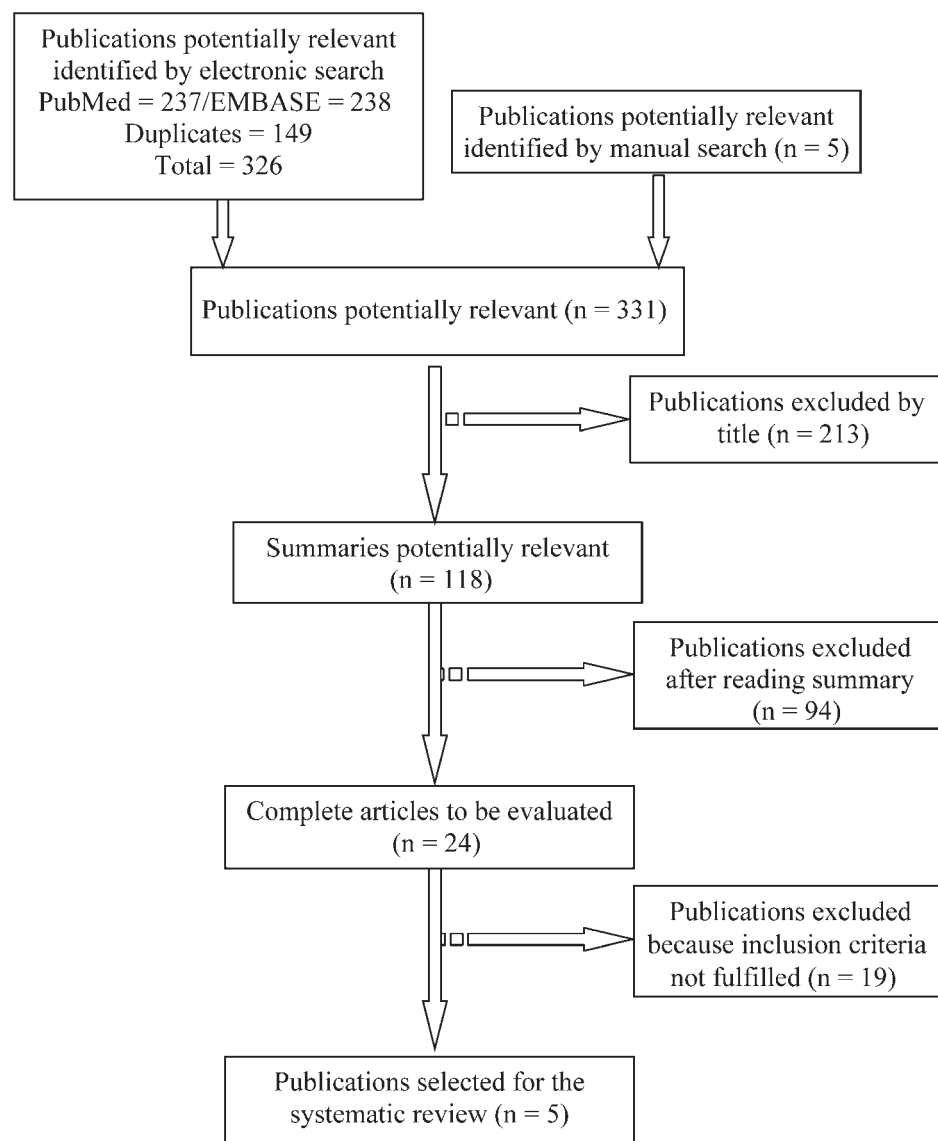 Publications potentially relevant
identified by electronic search
PubMed = 237/EMBASE = 238
Duplicates = 149
Total = 326
Publications potentially relevant
identified by manual search (n = 5)
Publications potentially relevant (n = 331)
Publications excluded by
title (n = 213)
Summaries potentially relevant
(n = 118)
Publications excluded
after reading summary
(n = 94)
Complete articles to be evaluated
(n = 24)
Publications excluded
because inclusion criteria
not fulfilled (n = 19)
Publications selected for the
systematic review (n = 5)